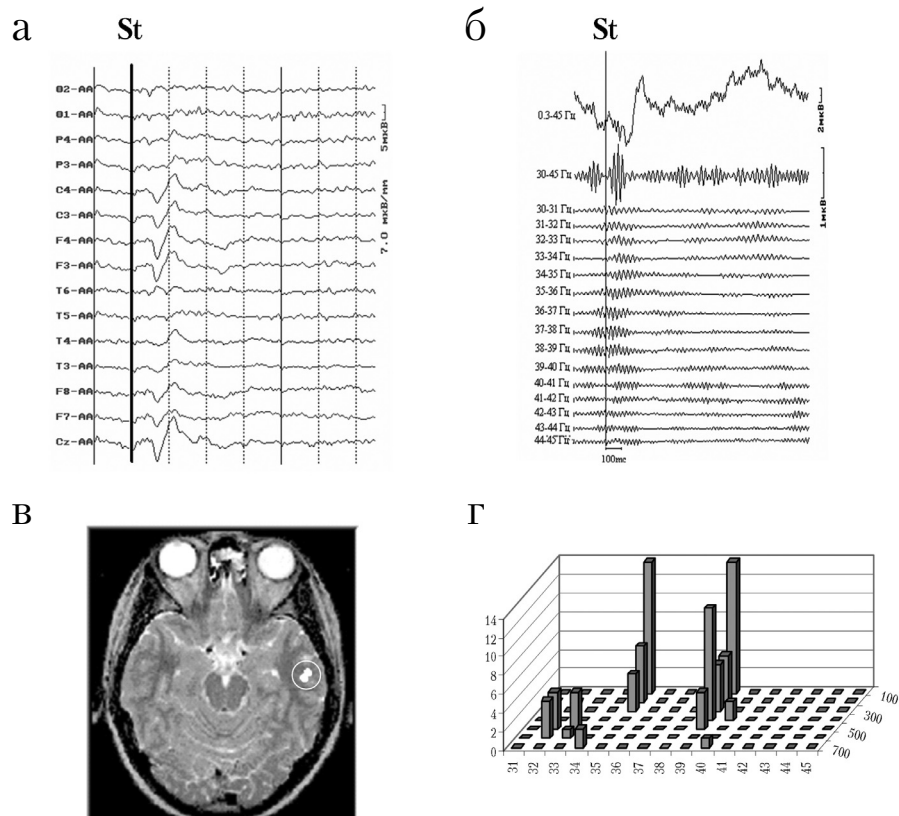 а
St
O2-AA
O1-AA
P4-AA
P3-AA
C4-AA
C3-AA
F4-AA
F3-AA
T6-AA
T5-AA
T4-AA
T3-AA
F8-AA
F7-AA
Cz-AA
5мкВ
7.0 мкВ/мм
б
St
0.3-45 Гц
30-45 Гц
30-31 Гц
31-32 Гц
32-33 Гц
33-34 Гц
34-35 Гц
35-36 Гц
36-37 Гц
37-38 Гц
38-39 Гц
39-40 Гц
40-41 Гц
41-42 Гц
42-43 Гц
43-44 Гц
44-45 Гц
2мкВ
1мкВ
100мс
в
г
14
12
10
8
6
4
2
0
31 32 33 34 35 36 37 38 39 40 41 42 43 44 45
100
300
500
700